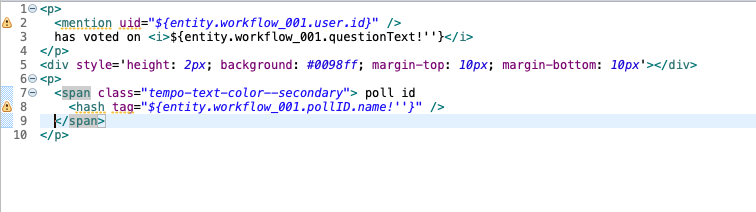 1 <p>
2 <mention uid="${entity.workflow_001.user.id}" />
3 has voted on <i>${entity.workflow_001.questionText!''}</i>
4 </p>
5 <div style='height: 2px; background: #0098ff; margin-top: 10px; margin-bottom: 10px'></div>
6 <p>
7 <span class="tempo-text-color--secondary"> poll id
8 <hash tag="${entity.workflow_001.pollID.name!''}" />
9 </span>
10 </p>